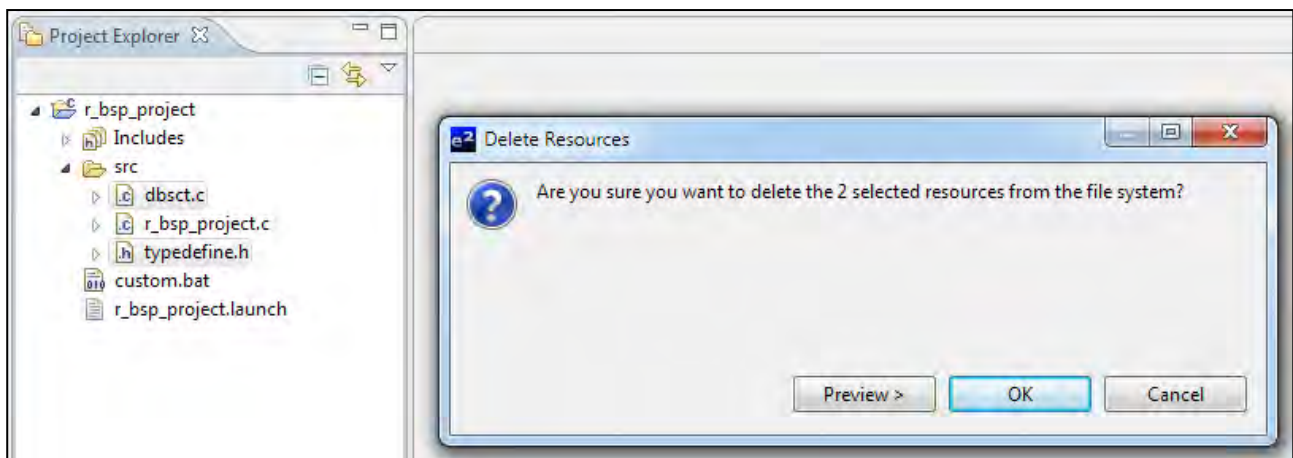 Project Explorer
r_bsp_project
Includes
src
dbsct.c
r_bsp_project.c
typedefine.h
custom.bat
r_bsp_project.launch
e2 Delete Resources
Are you sure you want to delete the 2 selected resources from the file system?
Preview >
OK
Cancel